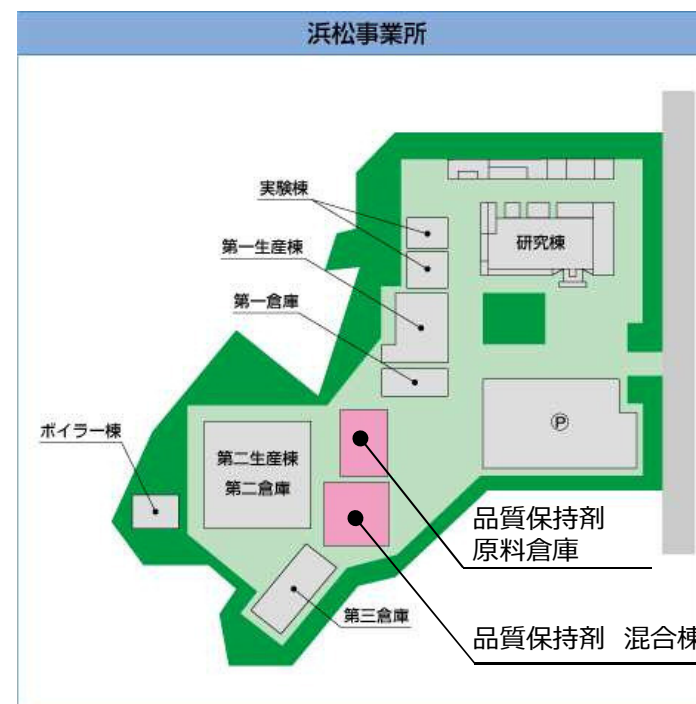 浜松事業所
実験棟
研究棟
第一生産棟
第一倉庫
Ⓟ
ボイラー棟
第二生産棟
第二倉庫
品質保持剤
原料倉庫
第三倉庫
品質保持剤 混合棟